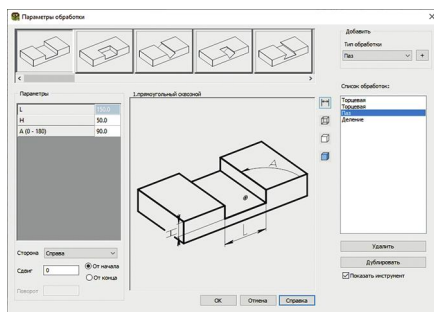 Параметры обработки
Добавить
Тип обработки
Паз
+
Список обработок:
Торцевая
Торцевая
Паз
Деление
Параметры
L
H
50.0
A (0 - 180)
90.0
1.прямоугольный сквозной
A
H
L
Сторона
Справа
Сдвиг
0
От начала
От конца
Поворот
Удалить
Дублировать
Показать инструмент
ОК
Отмена
Справка